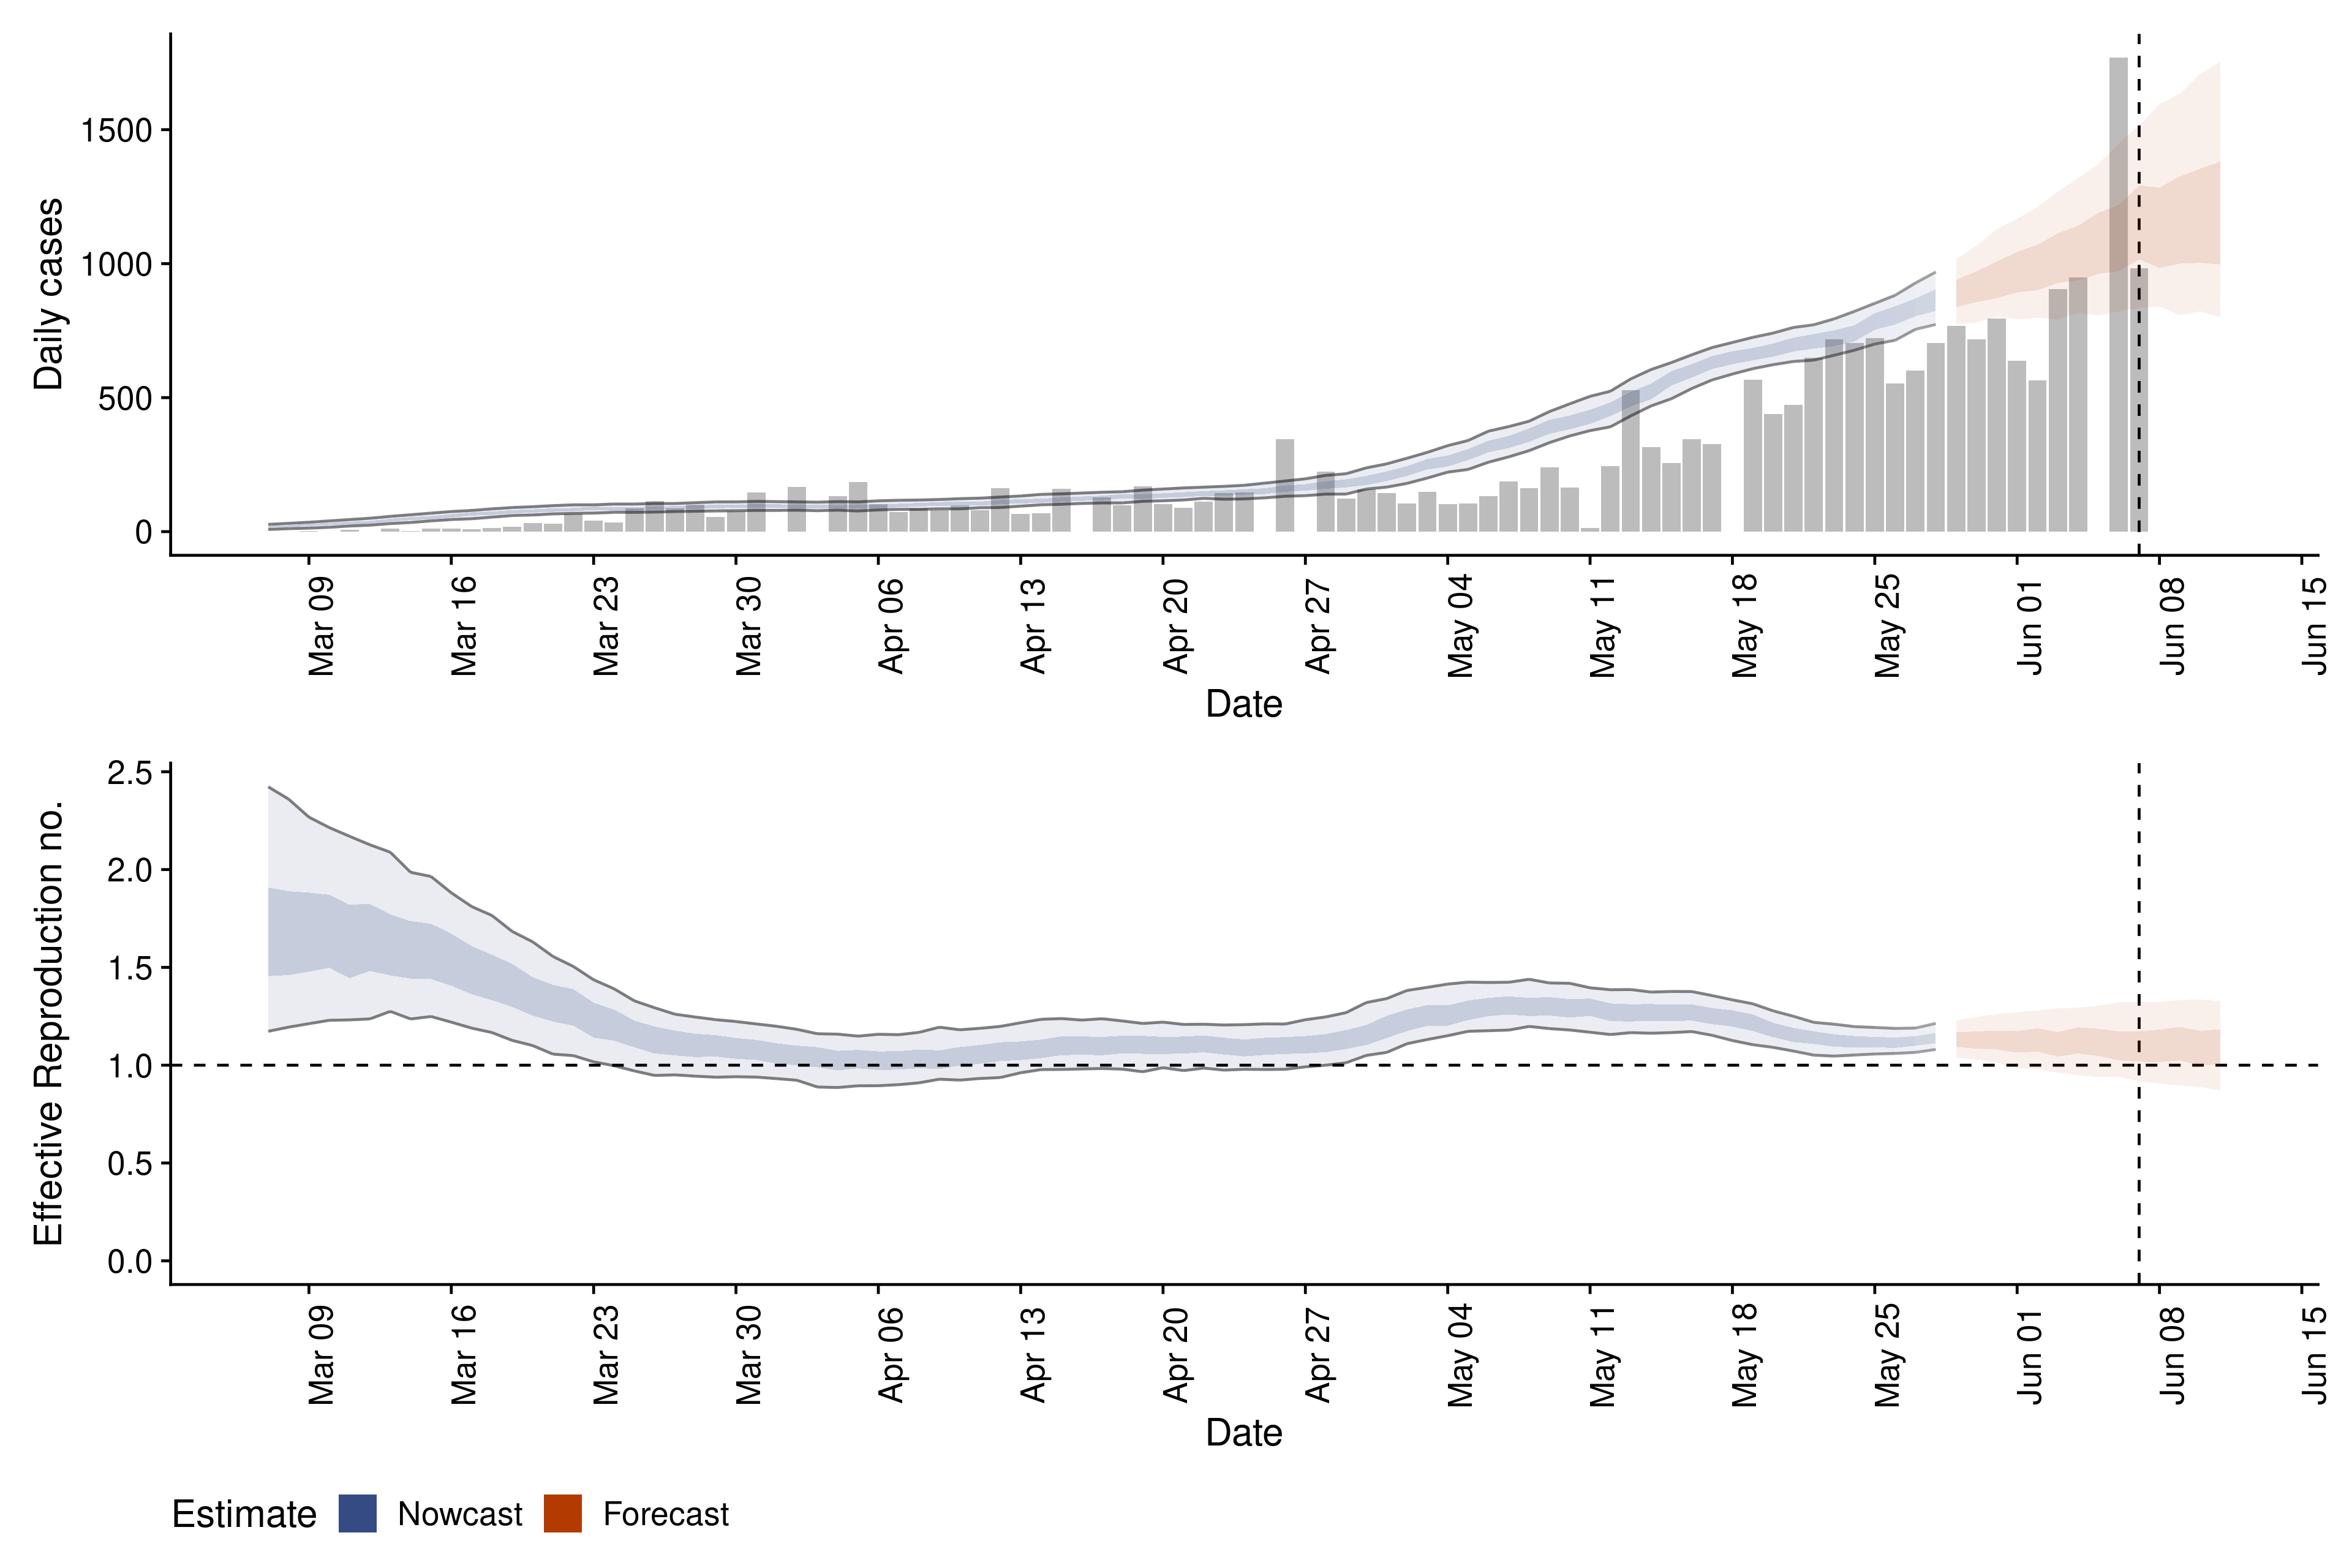 Daily cases
1500
1000
500
0
Mar 09
Mar 16
Mar 23
Mar 30
Apr 06
Apr 13
Apr 20
Apr 27
May 04
May 11
May 18
May 25
Jun 01
Jun 08
Jun 15
Date
Effective Reproduction no.
2.5
2.0
1.5
1.0
0.5
0.0
Mar 09
Mar 16
Mar 23
Mar 30
Apr 06
Apr 13
Apr 20
Apr 27
May 04
May 11
May 18
May 25
Jun 01
Jun 08
Jun 15
Date
Estimate Nowcast Forecast